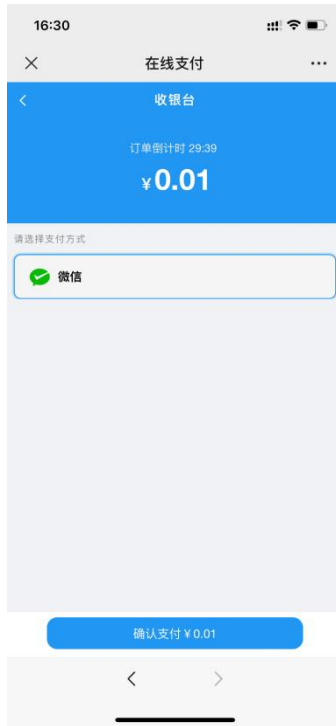 16:30
在线支付
收银台
订单倒计时 29:39
¥0.01
请选择支付方式
微信
确认支付¥0.01